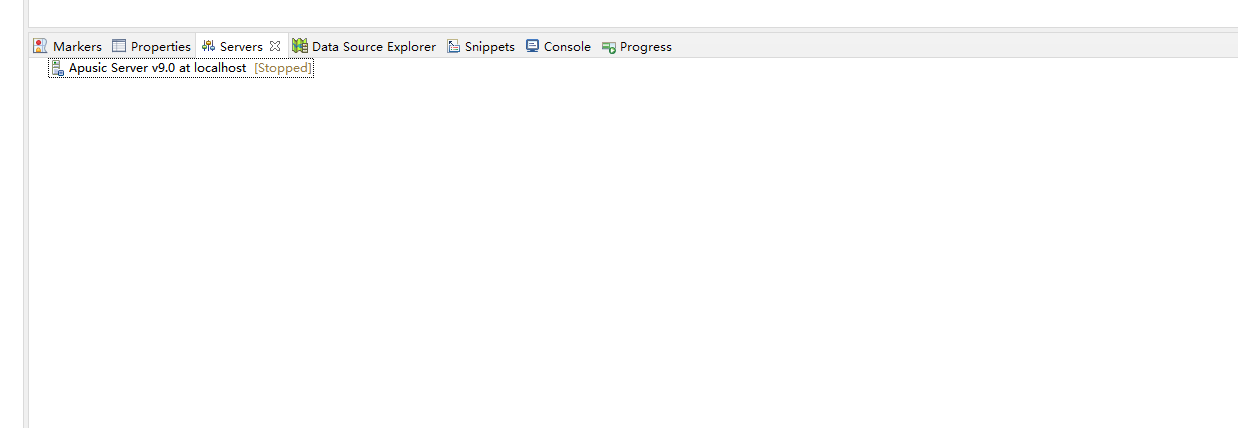 Markers Properties Servers Data Source Explorer Snippets Console Progress
Apusic Server v9.0 at localhost [Stopped]